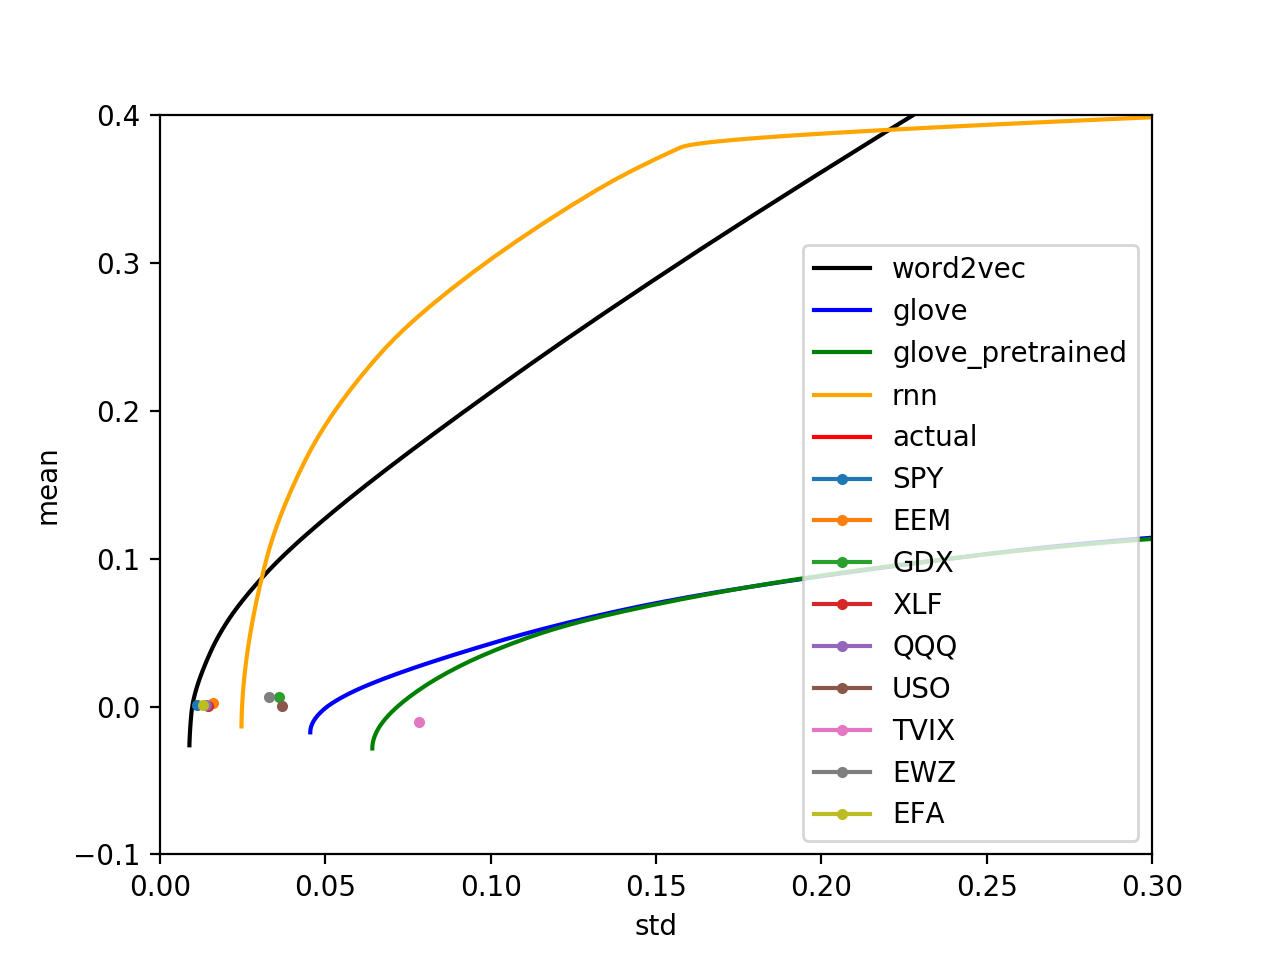 0.4
0.3
0.2
0.1
0.0
−0.1
mean
0.00 0.05 0.10 0.15 0.20 0.25 0.30
std
word2vec
glove
glove_pretrained
rnn
actual
SPY
EEM
GDX
XLF
QQQ
USO
TVIX
EWZ
EFA